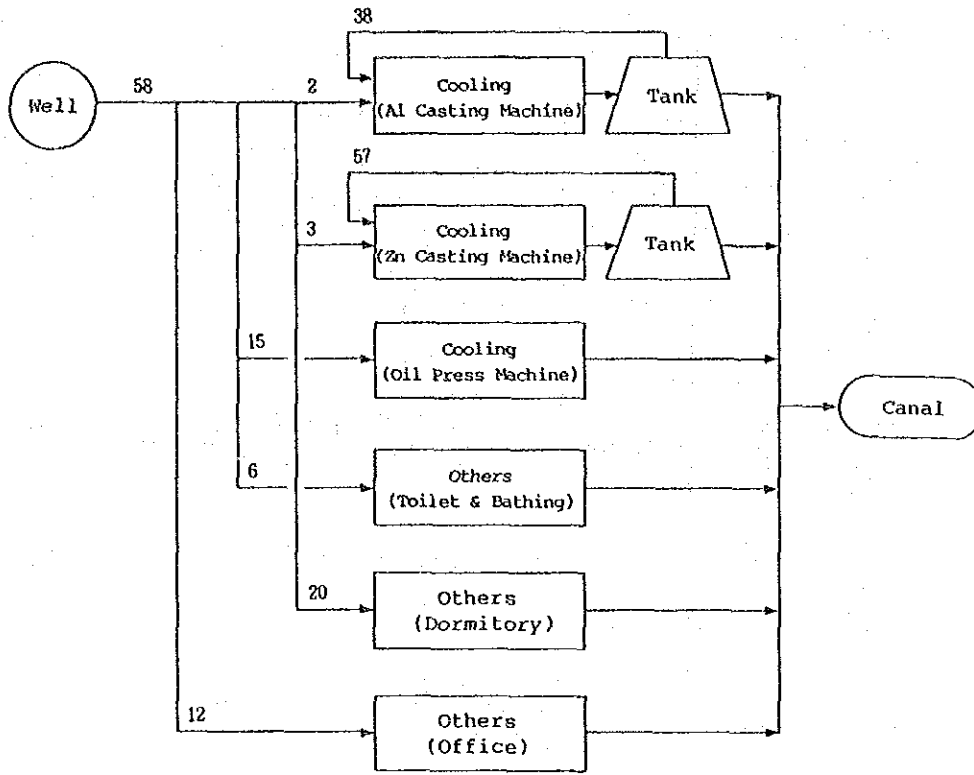 38
58
2
Well
Cooling
(Al Casting Machine)
Tank
57
3
Cooling
(Zn Casting Machine)
Tank
15
Cooling
(Oil Press Machine)
Canal
6
Others
(Toilet & Bathing)
20
Others
(Dormitory)
12
Others
(Office)